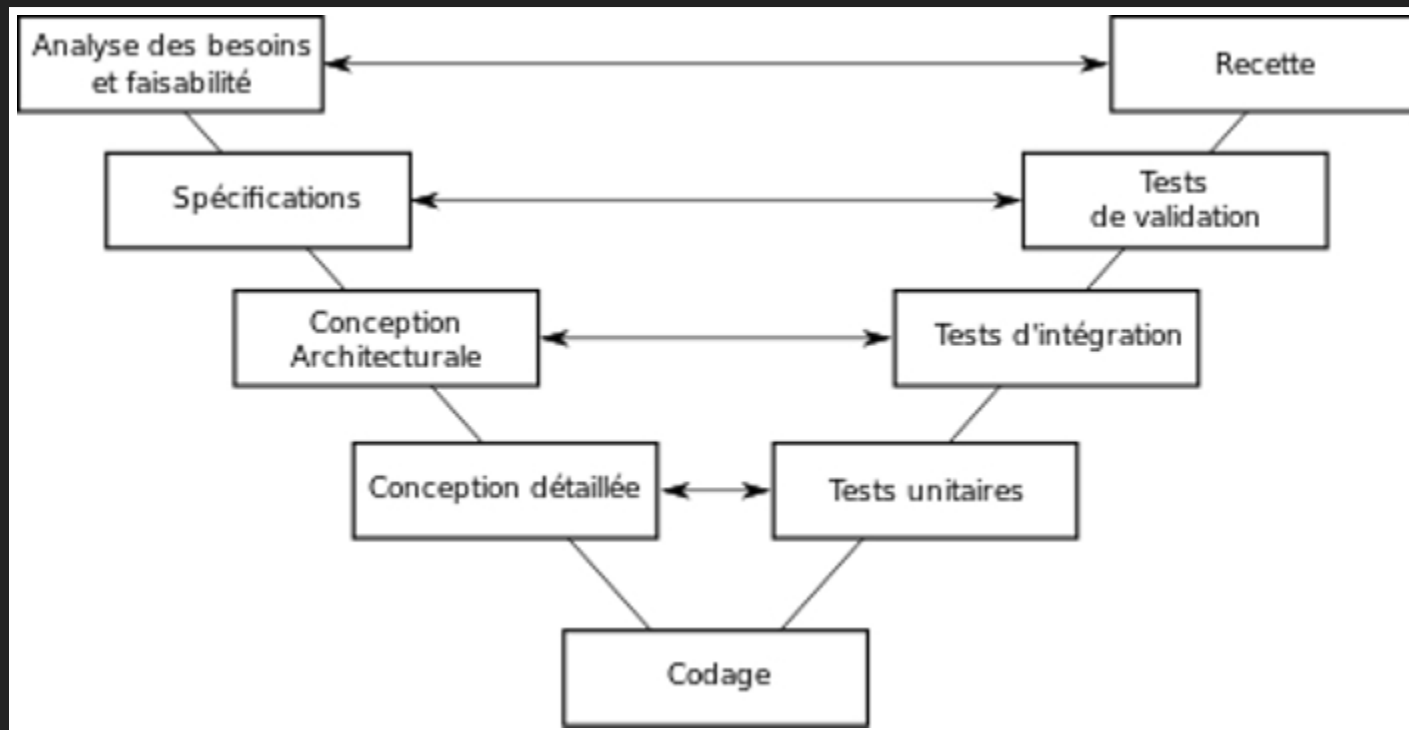 Analyse des besoins
et faisabilité
Recette
Spécifications
Tests
de validation
Conception
Architecturale
Tests d'intégration
Conception détaillée
Tests unitaires
Codage